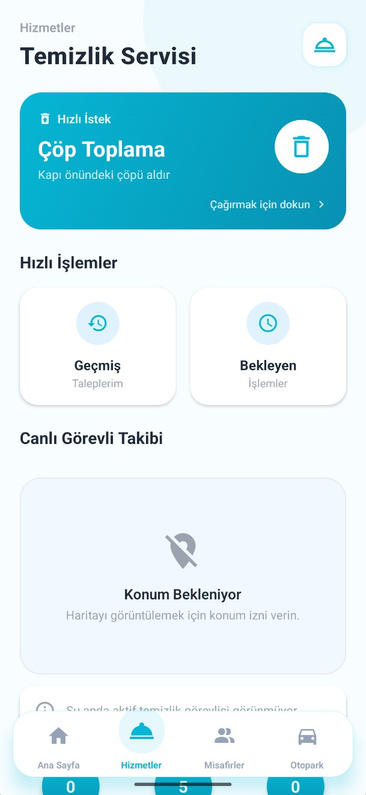 Hizmetler
Temizlik Servisi
Hızlı İstek
Çöp Toplama
Kapı önündeki çöpü aldır
Çağırmak için dokun
Hızlı İşlemler
Geçmiş
Taleplerim
Bekleyen
İşlemler
Canlı Görevli Takibi
Konum Bekleniyor
Haritayı görüntülemek için konum izni verin.
Şu anda aktif temizlik görevlisi görünmüyor
Ana Sayfa
Hizmetler
Misafirler
Otopark
0
5
0